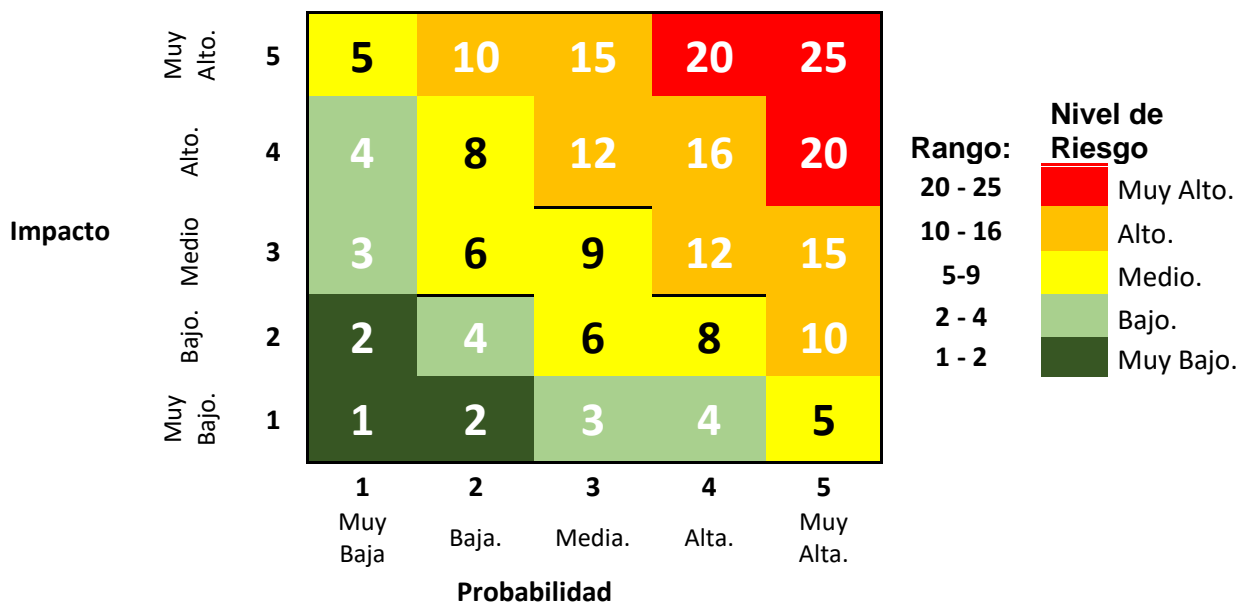 Muy
Alto.
5
5
10
15
20
25
Alto.
4
4
8
12
16
20
Impacto
Medio
3
3
6
9
12
15
Bajo.
2
2
4
6
8
10
Muy
Bajo.
1
1
2
3
4
5
1
2
3
4
5
Muy
Baja
Baja.
Media.
Alta.
Muy
Alta.
Probabilidad
Rango:
Nivel de
Riesgo
20 - 25
Muy Alto.
10 - 16
Alto.
5-9
Medio.
2 - 4
Bajo.
1 - 2
Muy Bajo.